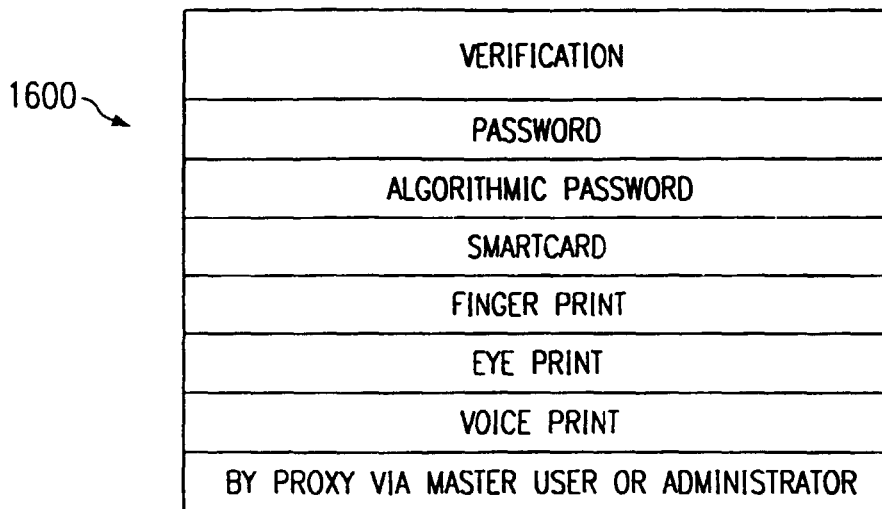 VERIFICATION
1600
PASSWORD
ALGORITHMIC PASSWORD
SMARTCARD
FINGER PRINT
EYE PRINT
VOICE PRINT
BY PROXY VIA MASTER USER OR ADMINISTRATOR